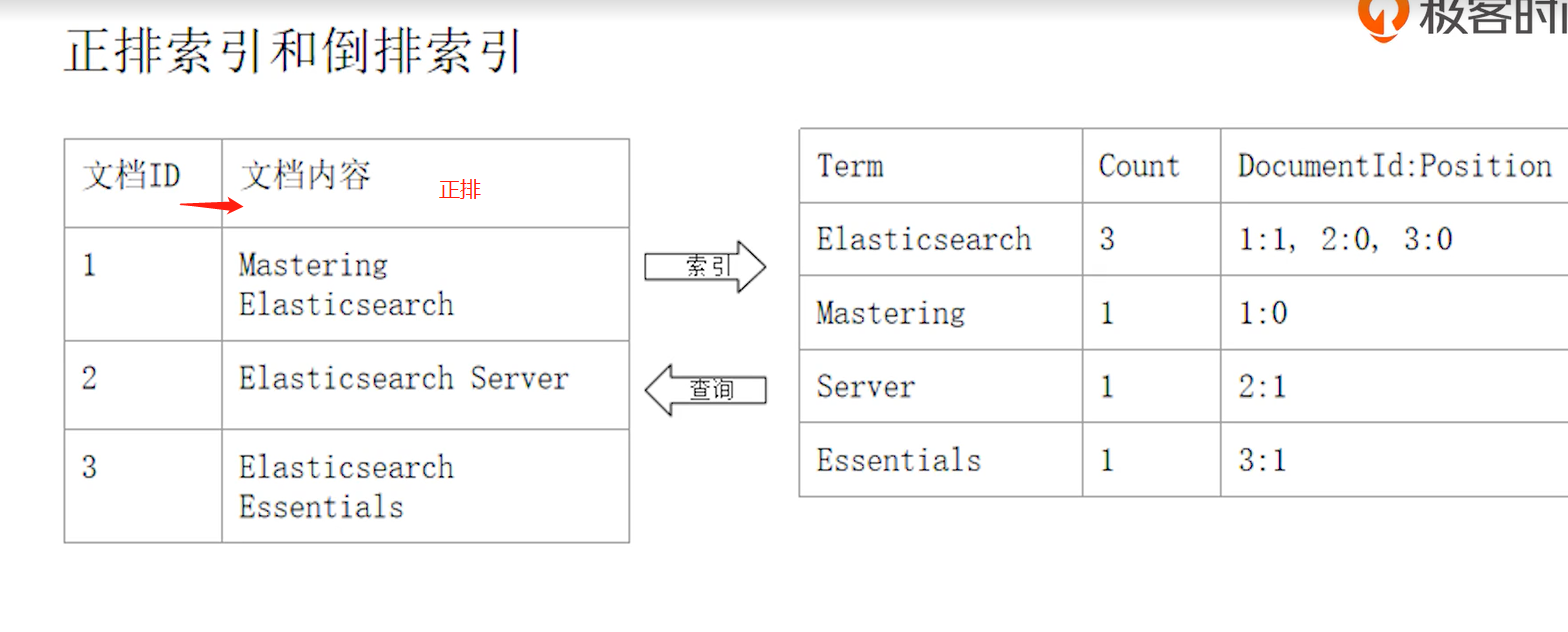 极客时
正排索引和倒排索引
文档ID 文档内容 正排
1 Mastering
Elasticsearch
2 Elasticsearch Server
3 Elasticsearch
Essentials
索引
查询
Term Count DocumentId:Position
Elasticsearch 3 1:1, 2:0, 3:0
Mastering 1 1:0
Server 1 2:1
Essentials 1 3:1